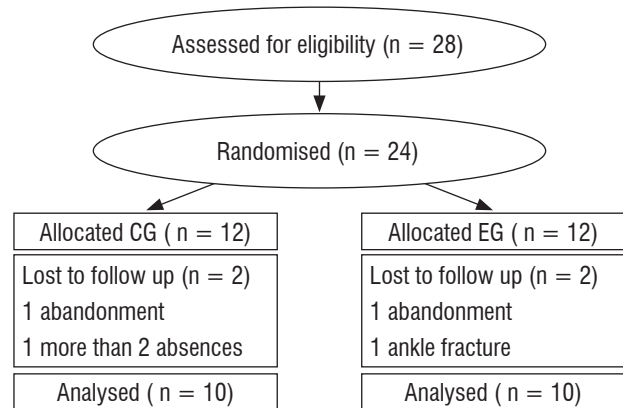 Assessed for eligibility (n = 28)
Randomised (n = 24)
Allocated CG ( n = 12)
Lost to follow up (n = 2)
1 abandonment
1 more than 2 absences
Analysed ( n = 10)
Allocated EG ( n = 12)
Lost to follow up (n = 2)
1 abandonment
1 ankle fracture
Analysed ( n = 10)